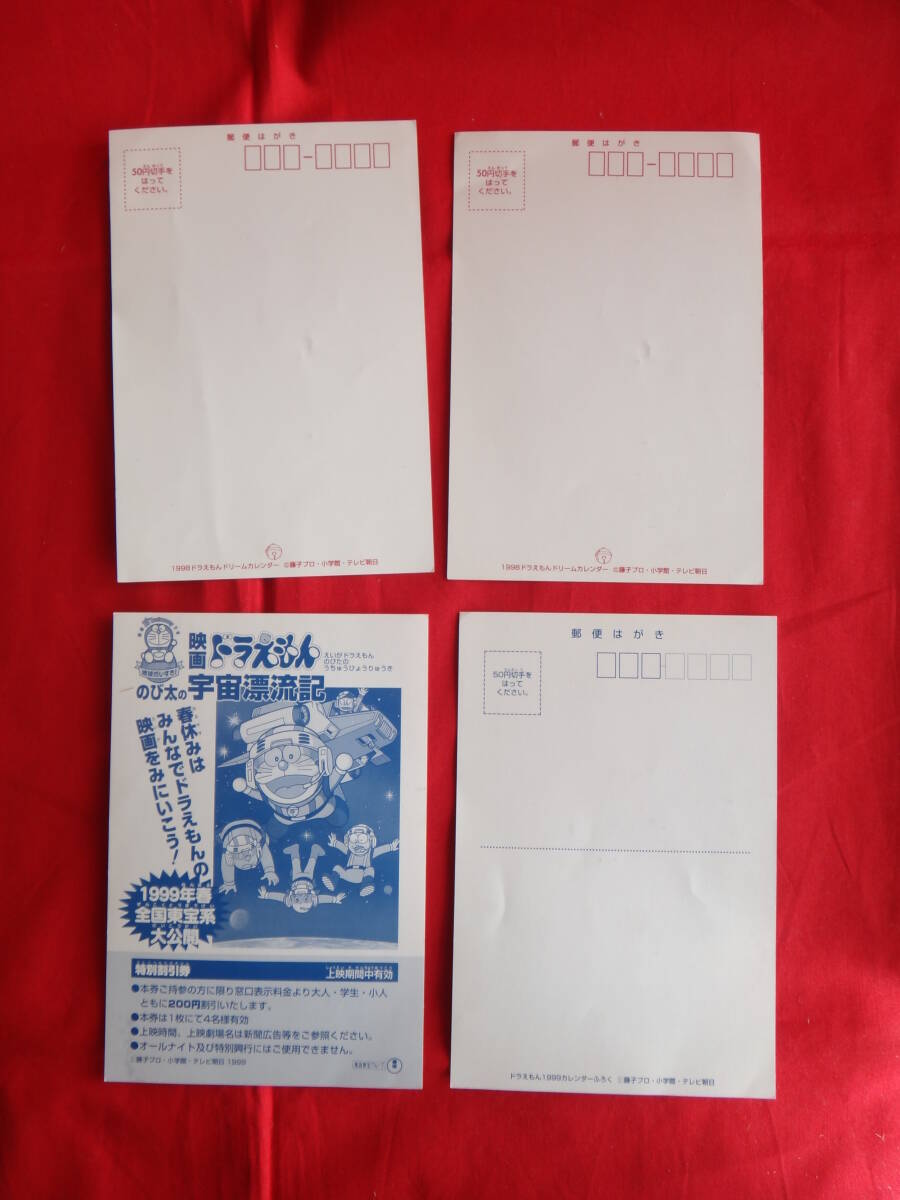 郵便はがき
50円切手を
はって
ください。
1998ドラえもんドリームカレンダー ©藤子プロ・小学館・テレビ朝日
郵便はがき
50円切手を
はって
ください。
1998ドラえもんドリームカレンダー ©藤子プロ・小学館・テレビ朝日
映画ドラえもん
えいがドラえもん
のびたの
うちゅうひょうりゅうき
のび太の宇宙漂流記
春休みは
みんなでドラえもんの
映画をみにいこう!
1999年春
全国東宝系
大公開
特別割引券
上映期間中有効
●本券ご持参の方に限り窓口表示料金より大人・学生・小人
ともに200円割引いたします。
●本券は1枚にて4名様有効
●上映時間、上映劇場名は新聞広告等をご参照ください。
●オールナイト及び特別興行にはご使用できません。
©藤子プロ・小学館・テレビ朝日 1999
郵便はがき
50円切手を
はって
ください。
ドラえもん1999カレンダーふろく ©藤子プロ・小学館・テレビ朝日